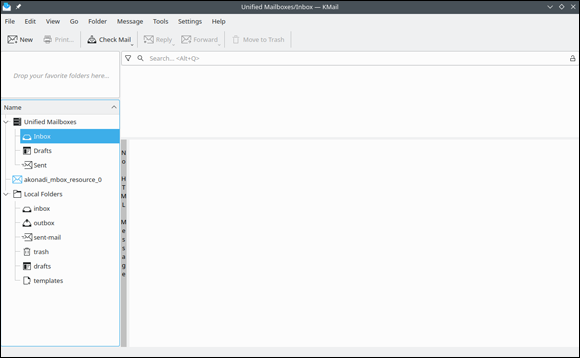 Unified Mailboxes/Inbox — KMail
File Edit View Go Folder Message Tools Settings Help
New Print... Check Mail Reply Forward Move to Trash
Drop your favorite folders here...
Search... <Alt+Q>
Name
Unified Mailboxes
Inbox
Drafts
Sent
akonadi_mbox_resource_0
Local Folders
inbox
outbox
sent-mail
trash
drafts
templates
No HTML Message